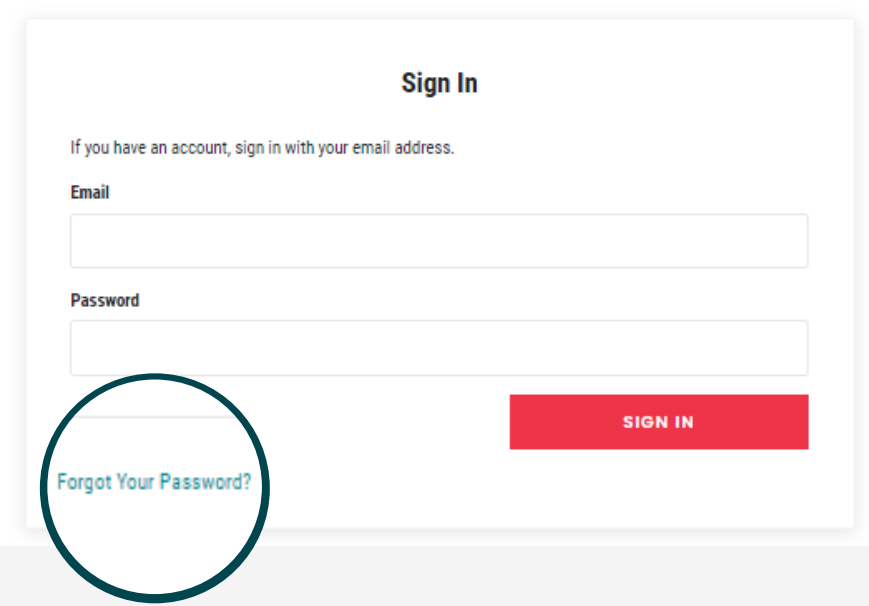 Sign In
If you have an account, sign in with your email address.
Email
Password
SIGN IN
Forgot Your Password?